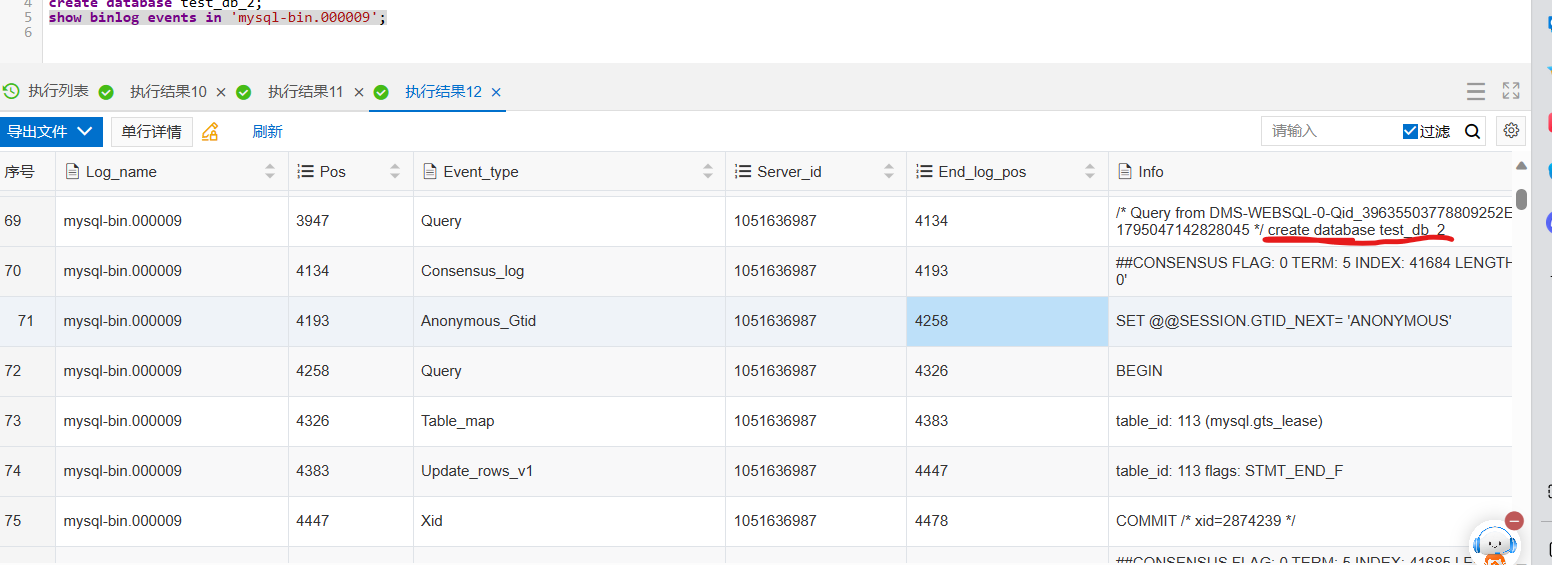 4 create database test_db_2;
5 show binlog events in 'mysql-bin.000009';
6
执行列表 执行结果10 × 执行结果11 × 执行结果12 ×
导出文件 单行详情 刷新 请输入 过滤
序号 Log_name Pos Event_type Server_id End_log_pos Info
69 mysql-bin.000009 3947 Query 1051636987 4134 /* Query from DMS-WEBSQL-0-Qid_39635503778809252E
1795047142828045 */ create database test_db_2
70 mysql-bin.000009 4134 Consensus_log 1051636987 4193 ##CONSENSUS FLAG: 0 TERM: 5 INDEX: 41684 LENGTH
0'
71 mysql-bin.000009 4193 Anonymous_Gtid 1051636987 4258 SET @@SESSION.GTID_NEXT= 'ANONYMOUS'
72 mysql-bin.000009 4258 Query 1051636987 4326 BEGIN
73 mysql-bin.000009 4326 Table_map 1051636987 4383 table_id: 113 (mysql.gts_lease)
74 mysql-bin.000009 4383 Update_rows_v1 1051636987 4447 table_id: 113 flags: STMT_END_F
75 mysql-bin.000009 4447 Xid 1051636987 4478 COMMIT /* xid=2874239 */
##CONSENSUS FLAG: 0 TERM: 5 INDEX: 41685